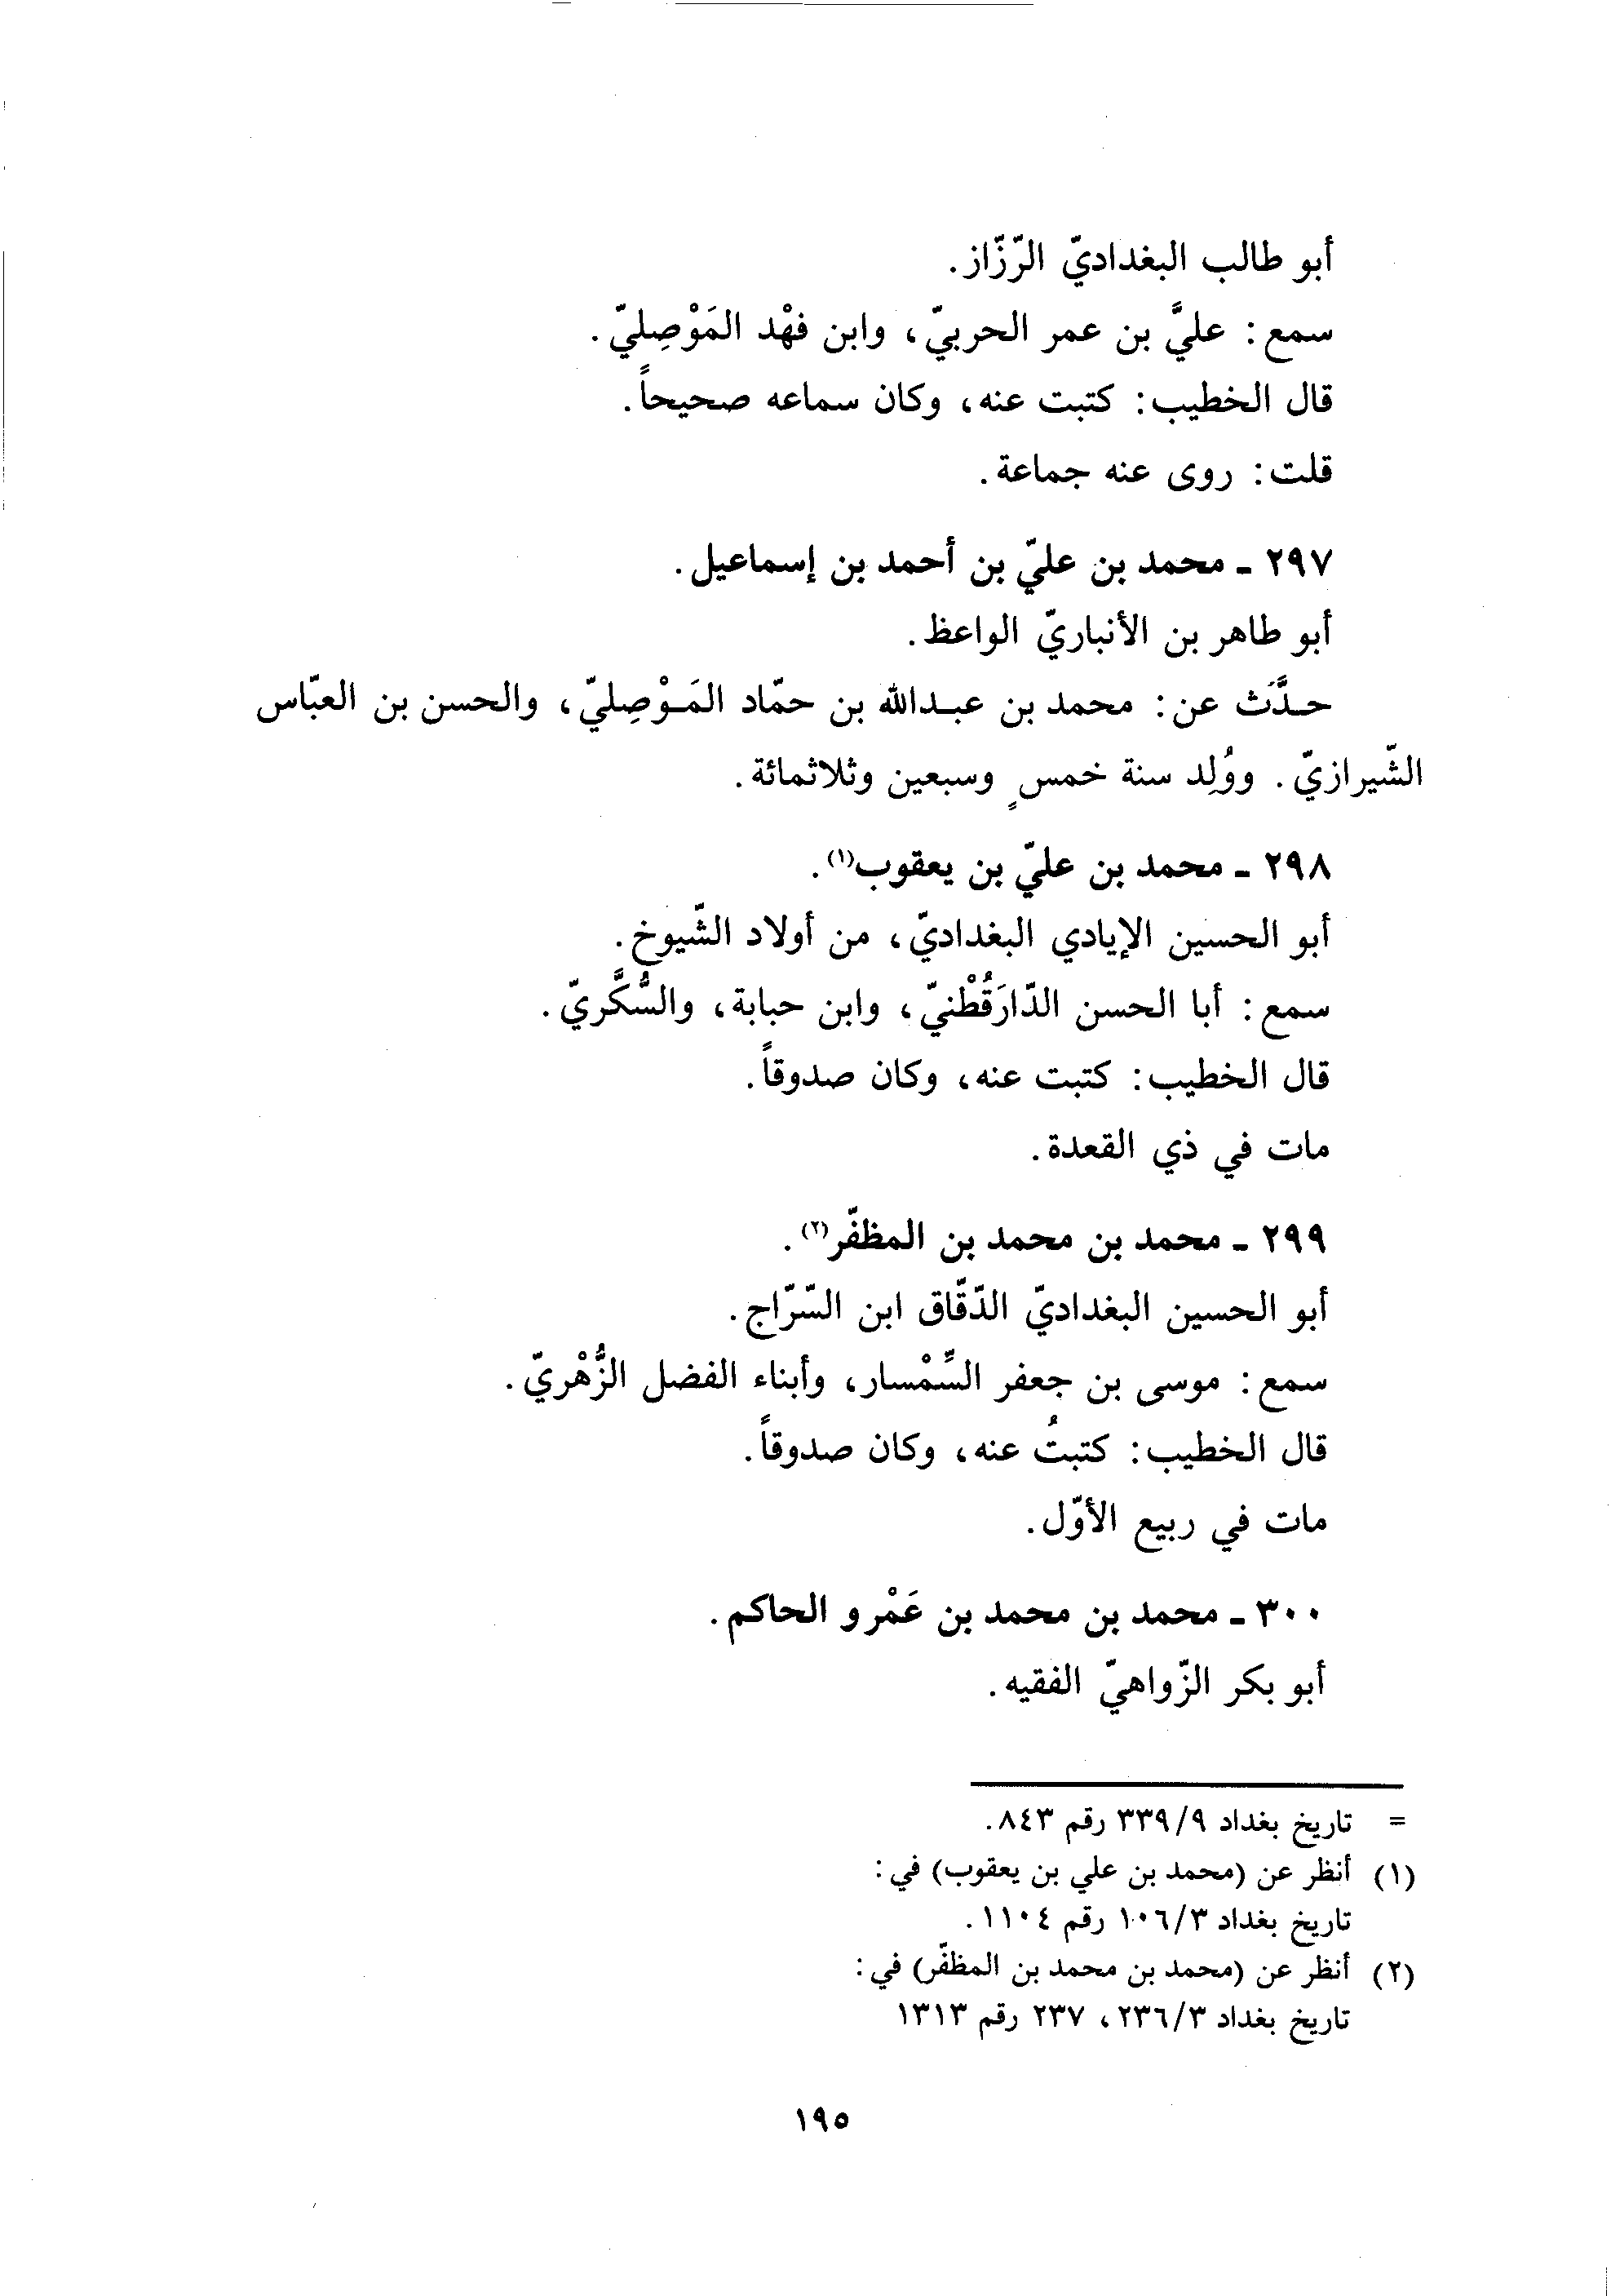 أبو طالب البغداديّ الرّزّاز.
سمع: عليَّ بن عمر الحربيّ، وابن فهْد المَوْصِليّ.
قال الخطيب: كتبت عنه، وكان سماعه صحيحاً.
قلت: روى عنه جماعة.
٢٩٧ - محمد بن عليّ بن أحمد بن إسماعيل.
أبو طاهر بن الأنباريّ الواعظ.
حدَّث عن: محمد بن عبدالله بن حمّاد المَوْصِليّ، والحسن بن العبّاس
الشّيرازيّ. ووُلِد سنة خمسٍ وسبعين وثلاثمائة.
٢٩٨ - محمد بن عليّ بن يعقوب(١).
أبو الحسين الإيادي البغداديّ، من أولاد الشّيوخ.
سمع: أبا الحسن الدّارَقُطْنيّ، وابن حبابة، والسُّكَّريّ.
قال الخطيب: كتبت عنه، وكان صدوقاً.
مات في ذي القعدة.
٢٩٩ - محمد بن محمد بن المظفّر(٢).
أبو الحسين البغداديّ الدّقّاق ابن السّرّاج.
سمع: موسى بن جعفر السِّمْسار، وأبناء الفضل الزُّهْريّ.
قال الخطيب: كتبتُ عنه، وكان صدوقاً.
مات في ربيع الأوّل.
٣٠٠ - محمد بن محمد بن عَمْرو الحاكم.
أبو بكر الزّواهيّ الفقيه.
= تاريخ بغداد ٩/ ٣٣٩ رقم ٨٤٣.
(١) أنظر عن (محمد بن علي بن يعقوب) في:
تاريخ بغداد ٣/ ١٠٦ رقم ١١٠٤.
(٢) أنظر عن (محمد بن محمد بن المظفّر) في:
تاريخ بغداد ٣/ ٢٣٦، ٢٣٧ رقم ١٣١٣
١٩٥